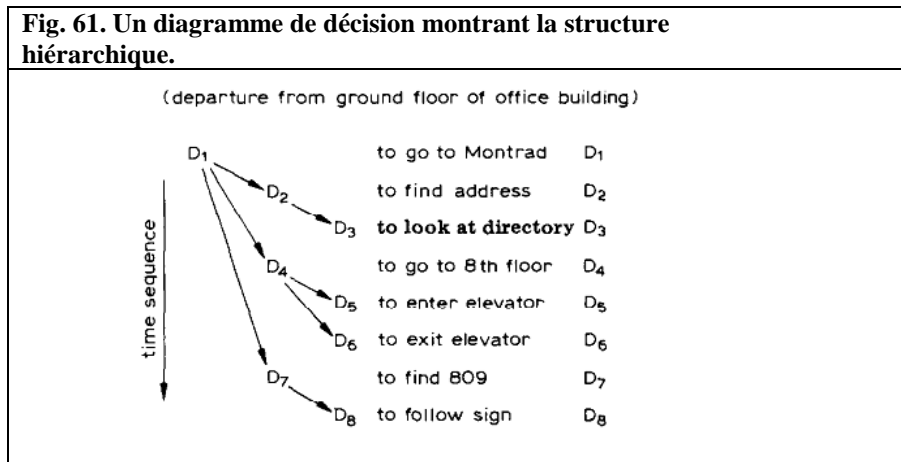 Fig. 61. Un diagramme de décision montrant la structure
hiérarchique.
(departure from ground floor of office building)
D1 to go to Montrad D1
D2 to find address D2
D3 to look at directory D3
D4 to go to 8th floor D4
D5 to enter elevator D5
D6 to exit elevator D6
D7 to find 809 D7
D8 to follow sign D8
time sequence